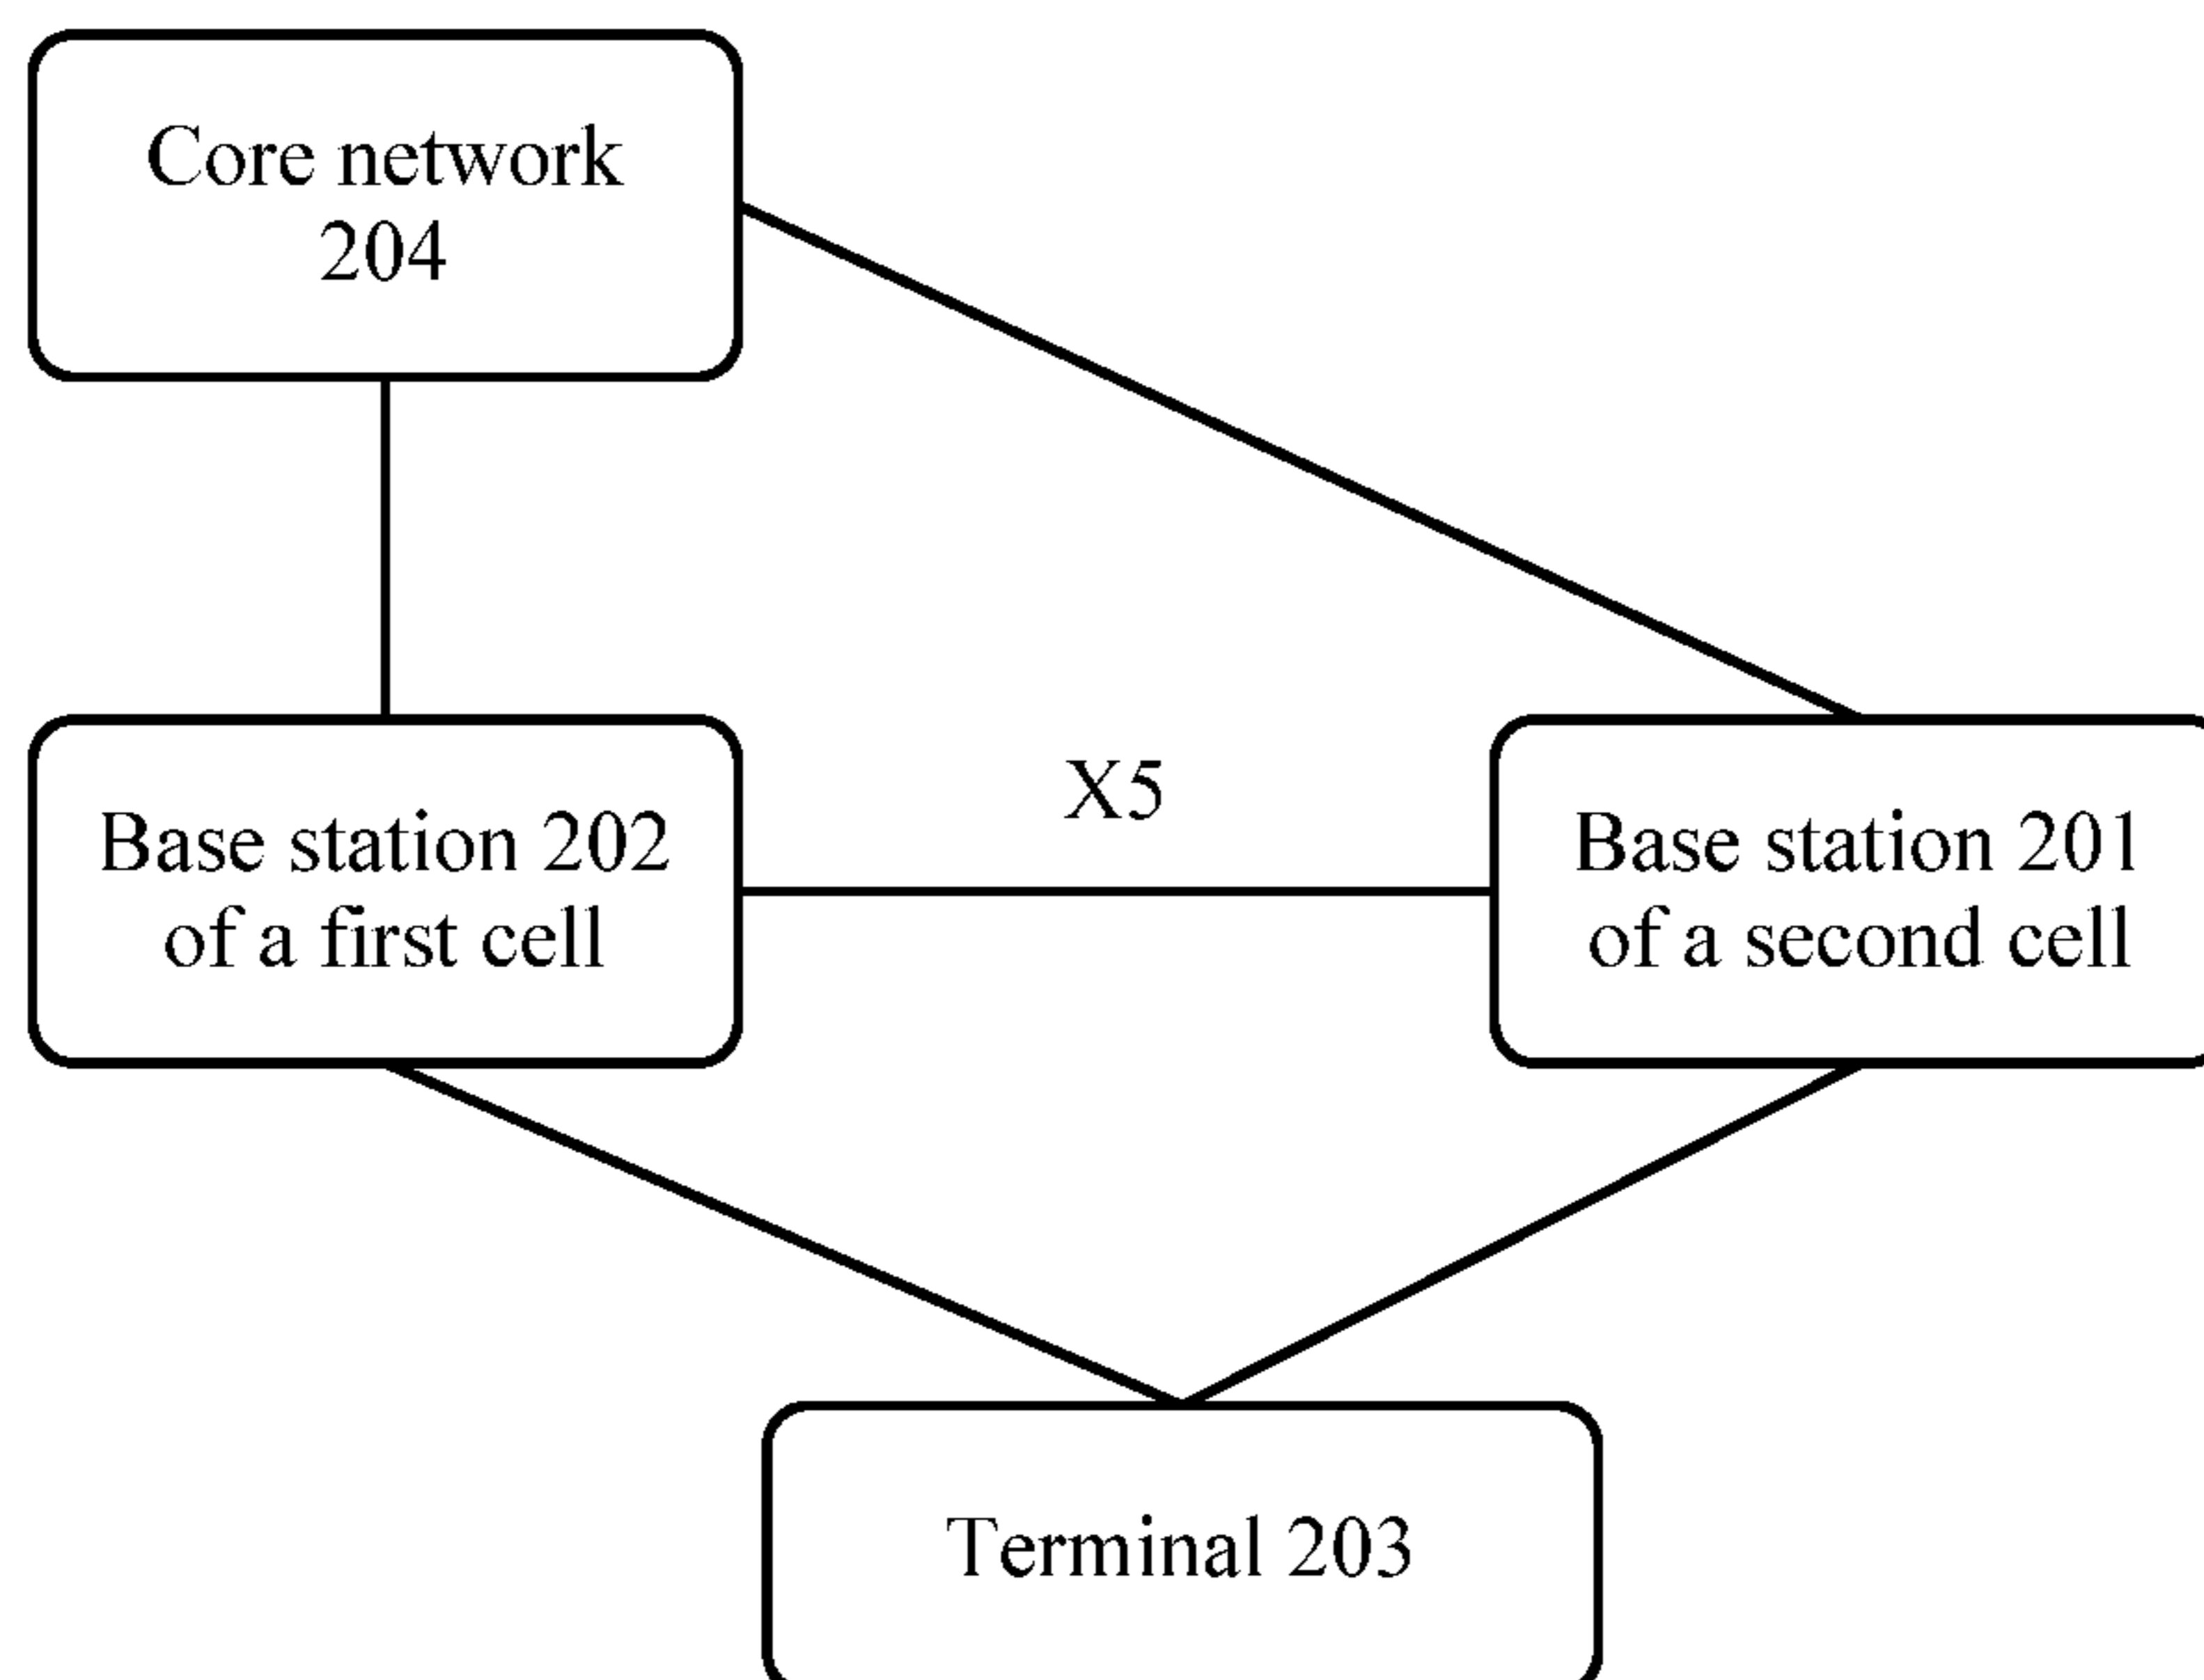 Core network
204
X5
Base station 202
of a first cell
Base station 201
of a second cell
Terminal 203